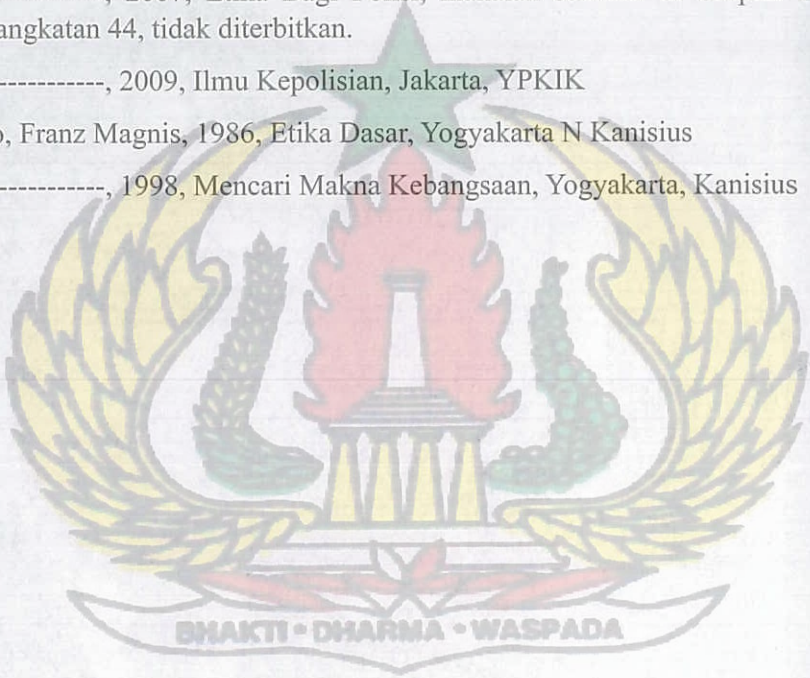 angkatan 44, tidak diterbitkan.
-----------, 2009, Ilmu Kepolisian, Jakarta, YPKIK
o, Franz Magnis, 1986, Etika Dasar, Yogyakarta N Kanisius
-----------, 1998, Mencari Makna Kebangsaan, Yogyakarta, Kanisius
BHAKTI • DHARMA • WASPADA